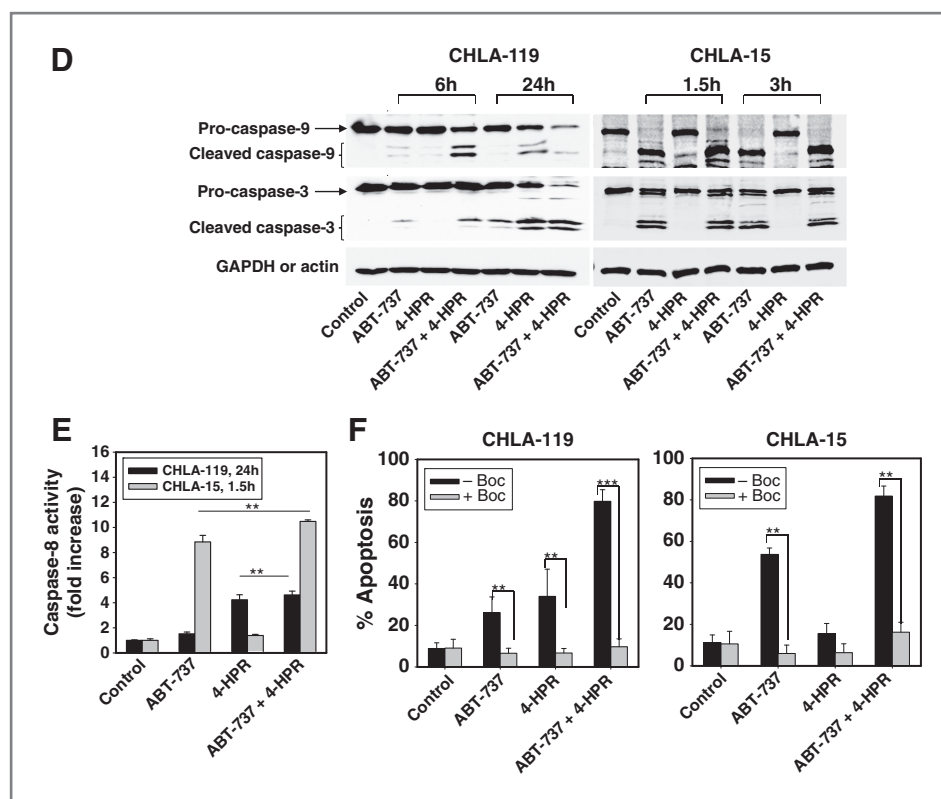 D
CHLA-119 CHLA-15
6h 24h 1.5h 3h
Pro-caspase-9
Cleaved caspase-9
Pro-caspase-3
Cleaved caspase-3
GAPDH or actin
Control
ABT-737
4-HPR
ABT-737 + 4-HPR
ABT-737
4-HPR
ABT-737 + 4-HPR
Control
ABT-737
4-HPR
ABT-737 + 4-HPR
ABT-737
4-HPR
ABT-737 + 4-HPR
E
Caspase-8 activity
(fold increase)
16
14
12
10
8
6
4
2
0
CHLA-119, 24h
CHLA-15, 1.5h
**
**
Control
ABT-737
4-HPR
ABT-737 + 4-HPR
F
CHLA-119
% Apoptosis
100
80
60
40
20
0
– Boc
+ Boc
**
**
***
Control
ABT-737
4-HPR
ABT-737 + 4-HPR
CHLA-15
100
80
60
40
20
0
– Boc
+ Boc
**
**
Control
ABT-737
4-HPR
ABT-737 + 4-HPR